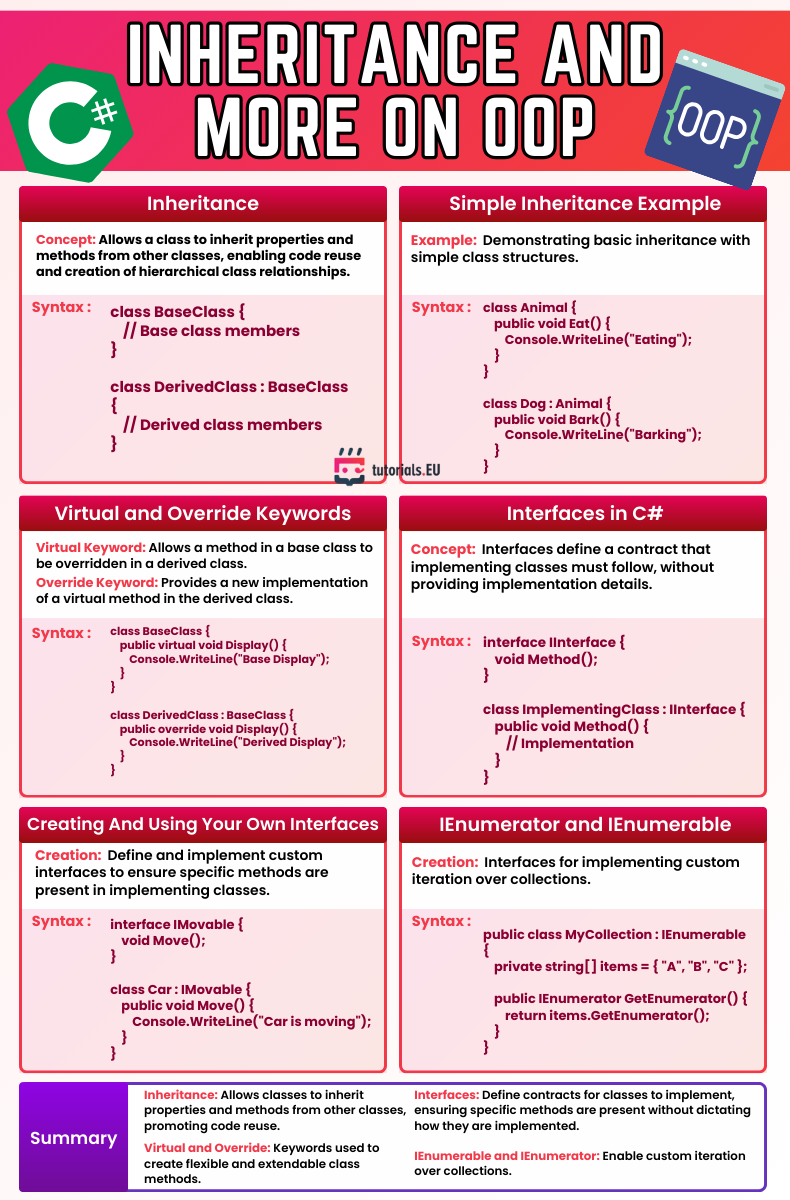 INHERITANCE AND
MORE ON OOP
C#
{OOP}
Inheritance
Concept: Allows a class to inherit properties and
methods from other classes, enabling code reuse
and creation of hierarchical class relationships.
Syntax :
class BaseClass {
// Base class members
}
class DerivedClass : BaseClass
{
// Derived class members
}
Simple Inheritance Example
Example: Demonstrating basic inheritance with
simple class structures.
Syntax :
class Animal {
public void Eat() {
Console.WriteLine("Eating");
}
}
class Dog : Animal {
public void Bark() {
Console.WriteLine("Barking");
}
}
tutorials.EU
Virtual and Override Keywords
Virtual Keyword: Allows a method in a base class to
be overridden in a derived class.
Override Keyword: Provides a new implementation
of a virtual method in the derived class.
Syntax :
class BaseClass {
public virtual void Display() {
Console.WriteLine("Base Display");
}
}
class DerivedClass : BaseClass {
public override void Display() {
Console.WriteLine("Derived Display");
}
}
Interfaces in C#
Concept: Interfaces define a contract that
implementing classes must follow, without
providing implementation details.
Syntax :
interface IInterface {
void Method();
}
class ImplementingClass : IInterface {
public void Method() {
// Implementation
}
}
Creating And Using Your Own Interfaces
Creation: Define and implement custom
interfaces to ensure specific methods are
present in implementing classes.
Syntax :
interface IMovable {
void Move();
}
class Car : IMovable {
public void Move() {
Console.WriteLine("Car is moving");
}
}
IEnumerator and IEnumerable
Creation: Interfaces for implementing custom
iteration over collections.
Syntax :
public class MyCollection : IEnumerable
{
private string[] items = { "A", "B", "C" };
public IEnumerator GetEnumerator() {
return items.GetEnumerator();
}
}
Summary
Inheritance: Allows classes to inherit
properties and methods from other classes,
promoting code reuse.
Virtual and Override: Keywords used to
create flexible and extendable class
methods.
Interfaces: Define contracts for classes to implement,
ensuring specific methods are present without dictating
how they are implemented.
IEnumerable and IEnumerator: Enable custom iteration
over collections.